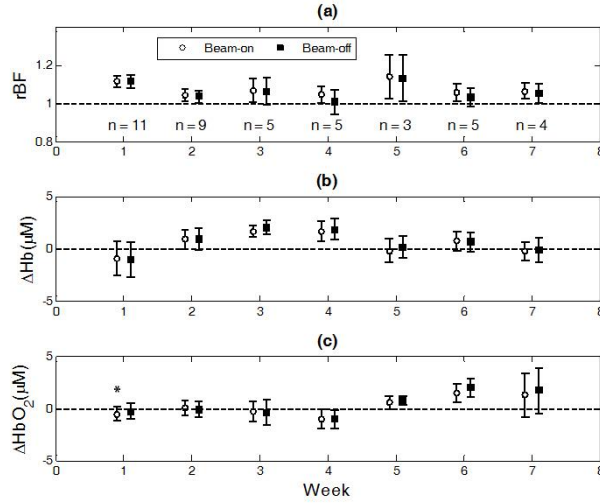 (a)
Beam-on Beam-off
rBF
1.2
1
0.8
n = 11 n = 9 n = 5 n = 5 n = 3 n = 5 n = 4
0 1 2 3 4 5 6 7 8
(b)
ΔHb(μM)
5
0
-5
0 1 2 3 4 5 6 7 8
(c)
ΔHbO2(μM)
5
*
0
-5
0 1 2 3 4 5 6 7 8
Week